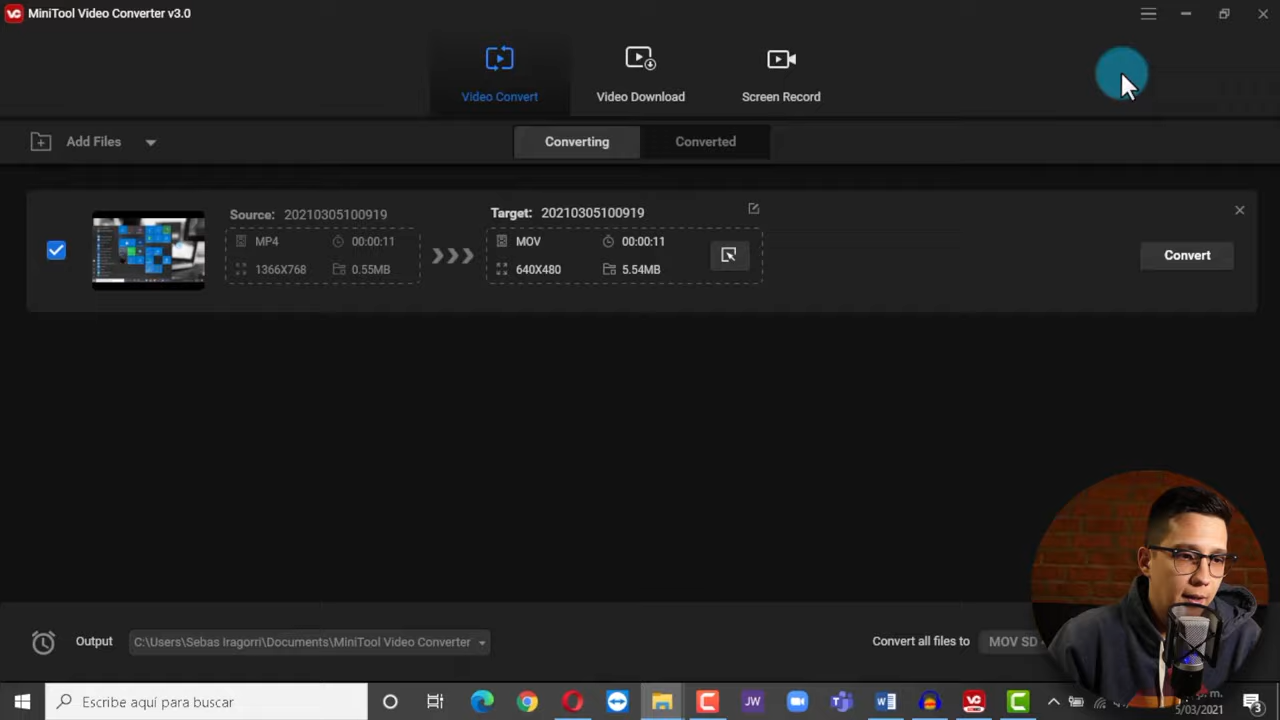 MiniTool Video Converter v3.0
Video Convert
Video Download
Screen Record
Add Files
Converting
Converted
Source: 20210305100919
MP4 00:00:11
1366X768 0.55MB
Target: 20210305100919
MOV 00:00:11
640X480 5.54MB
Convert
Output C:\Users\Sebas Iragorri\Documents\MiniTool Video Converter
Convert all files to MOV SD
Escribe aquí para buscar
JW
p. m.
5/03/2021
3